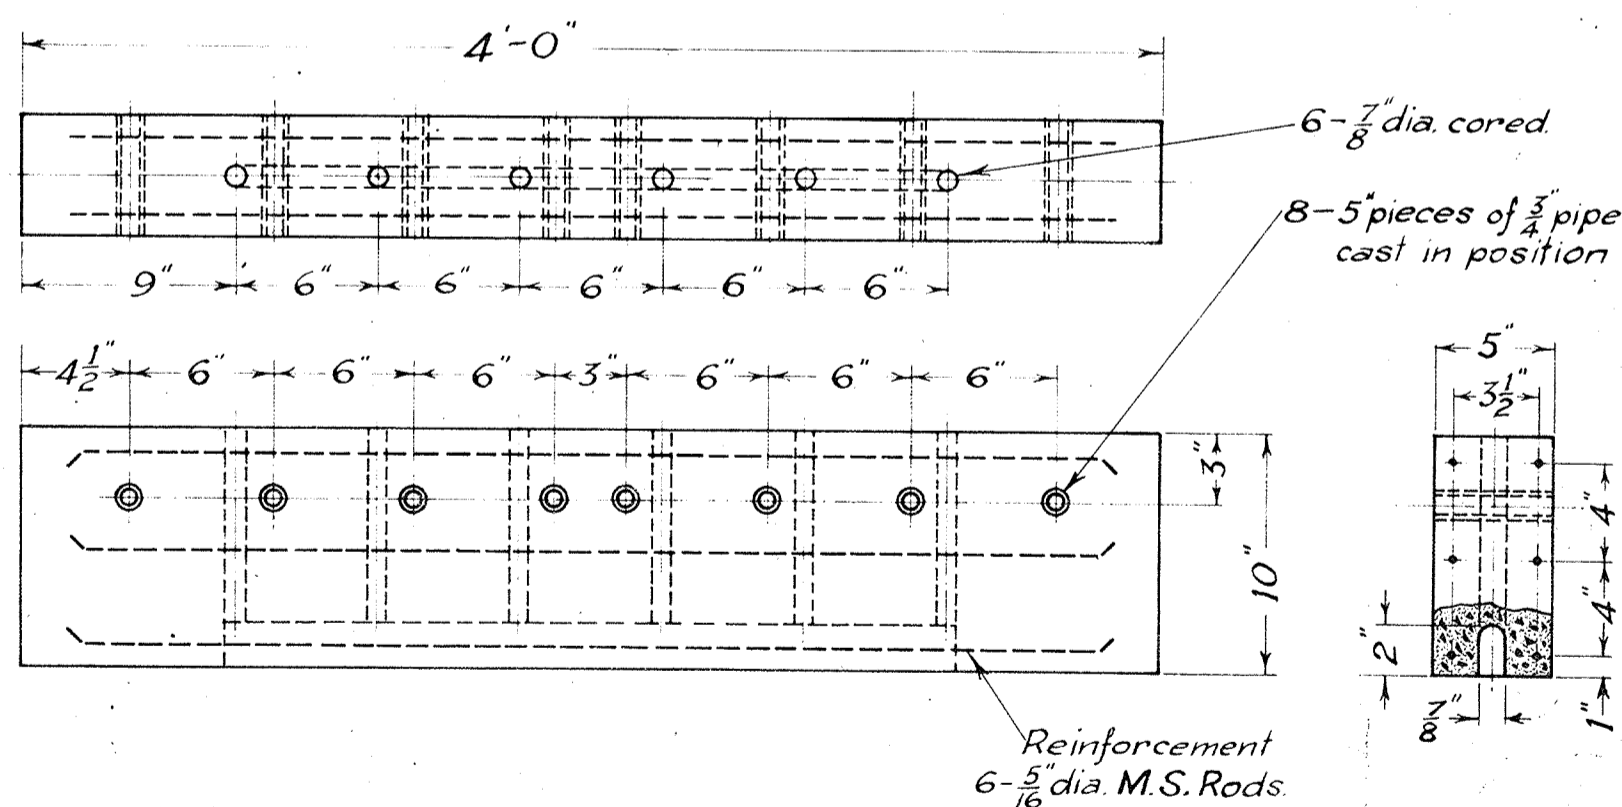 4'-0"
6-7/8" dia. cored.
8-5" pieces of 3/4" pipe
cast in position
9" 6" 6" 6" 6" 6"
4 1/2" 6" 6" 6" 3" 6" 6" 6"
5"
3 1/2"
3"
10"
4"
4"
2"
7/8"
1"
Reinforcement
6-5/16" dia. M.S. Rods.